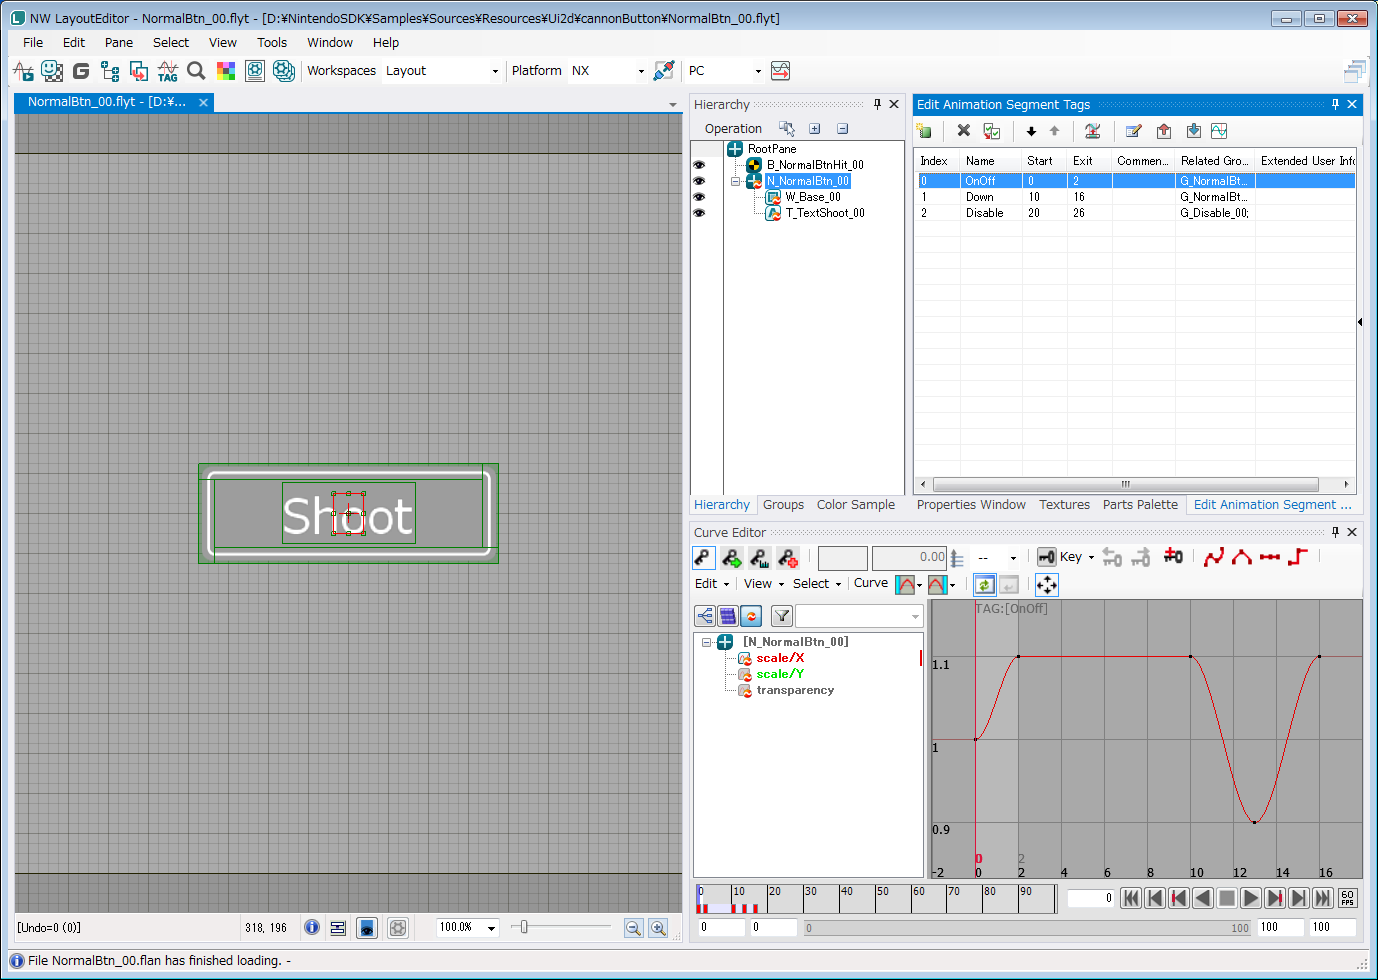 NW LayoutEditor - NormalBtn_00.flyt - [D:¥NintendoSDK¥Samples¥Sources¥Resources¥Ui2d¥cannonButton¥NormalBtn_00.flyt]
File Edit Pane Select View Tools Window Help
TAG Workspaces Layout Platform NX PC
NormalBtn_00.flyt - [D:¥...
Shoot
Hierarchy
Operation
RootPane
B_NormalBtnHit_00
N_NormalBtn_00
W_Base_00
T_TextShoot_00
Hierarchy Groups Color Sample
Edit Animation Segment Tags
Index Name Start Exit Commen... Related Gro... Extended User Info
0 OnOff 0 2 G_NormalBt...
1 Down 10 16 G_NormalBt...
2 Disable 20 26 G_Disable_00;
Properties Window Textures Parts Palette Edit Animation Segment ...
Curve Editor
0.00 -- Key
Edit View Select Curve
[N_NormalBtn_00]
scale/X
scale/Y
transparency
TAG:[OnOff]
1.1
1
0.9
0 2
-2 0 2 4 6 8 10 12 14 16
0 10 20 30 40 50 60 70 80 90
0 60 FPS
0 0 0 100 100 100
[Undo=0 (0)] 318, 196 100.0%
File NormalBtn_00.flan has finished loading. -